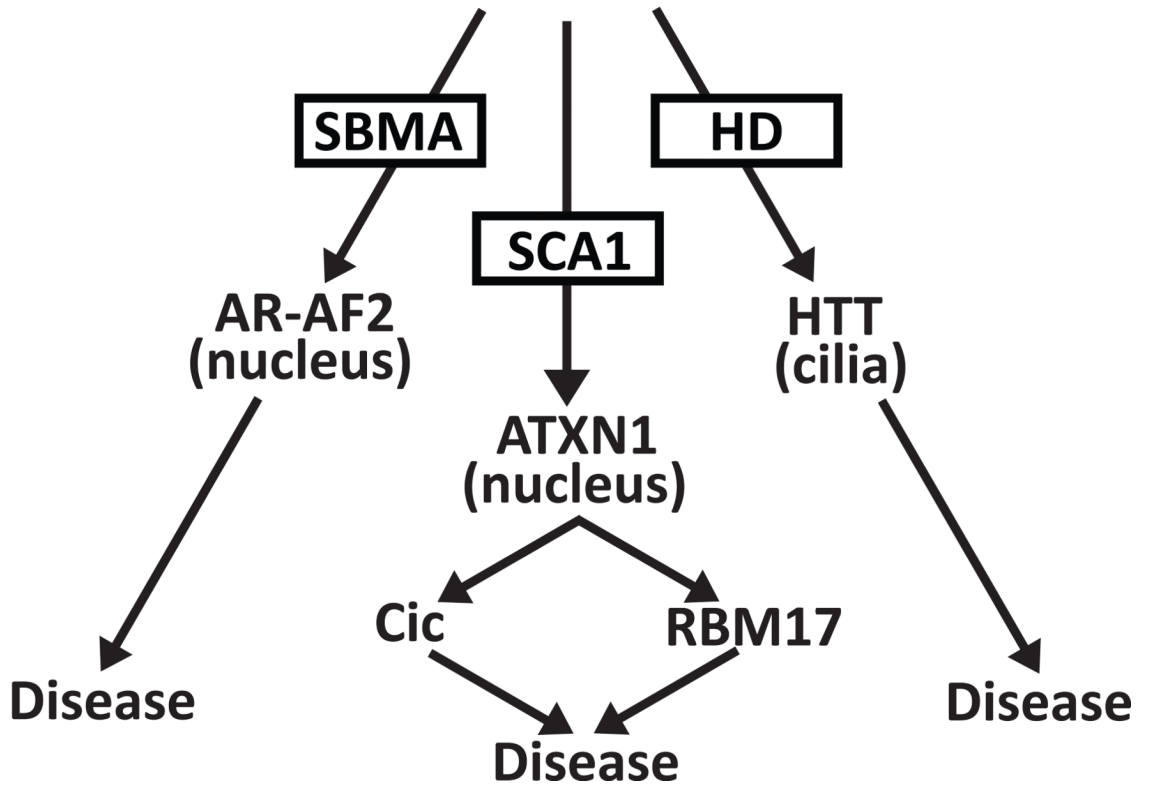 SBMA
HD
SCA1
AR-AF2
(nucleus)
HTT
(cilia)
ATXN1
(nucleus)
Cic
RBM17
Disease
Disease
Disease